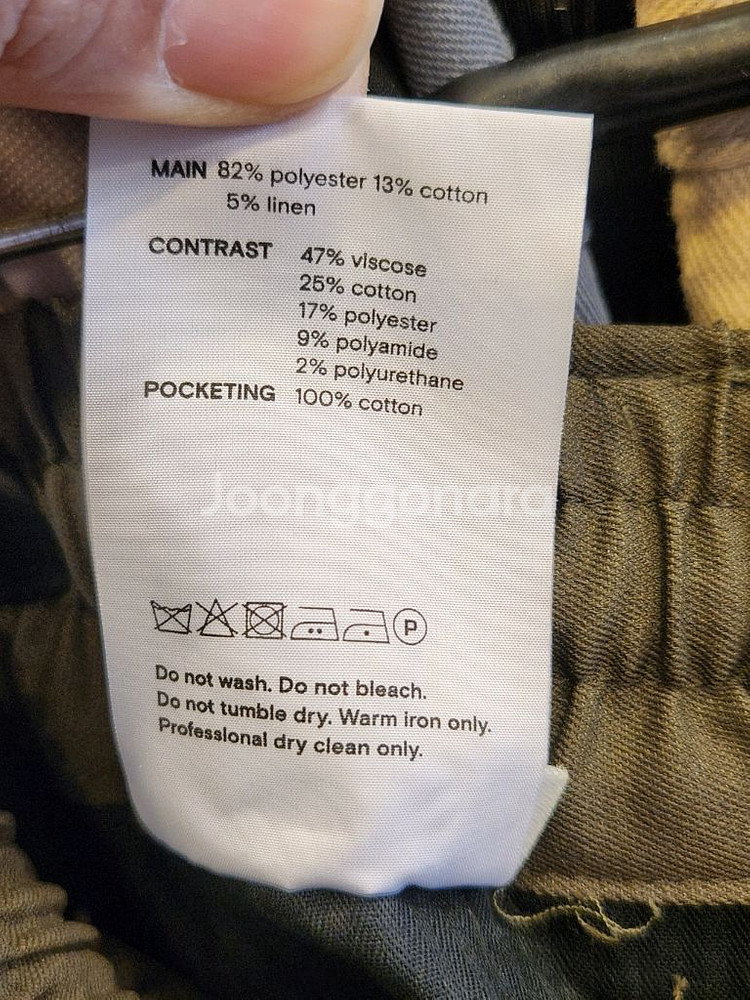 MAIN 82% polyester 13% cotton
5% linen
CONTRAST 47% viscose
25% cotton
17% polyester
9% polyamide
2% polyurethane
POCKETING 100% cotton
Joonggonara
P
Do not wash. Do not bleach.
Do not tumble dry. Warm iron only.
Professional dry clean only.